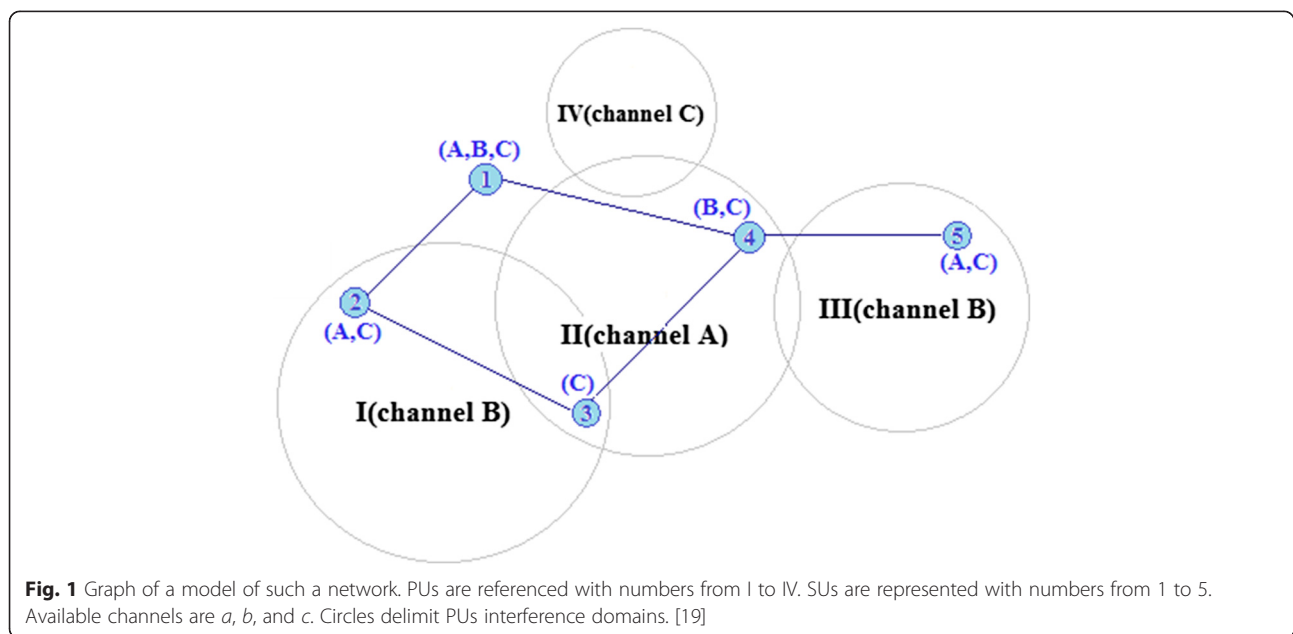 IV(channel C)
(A,B,C)
1
(B,C)
4
5
(A,C)
2
(A,C)
III(channel B)
II(channel A)
(C)
3
I(channel B)
Fig. 1 Graph of a model of such a network. PUs are referenced with numbers from I to IV. SUs are represented with numbers from 1 to 5.
Available channels are a, b, and c. Circles delimit PUs interference domains. [19]